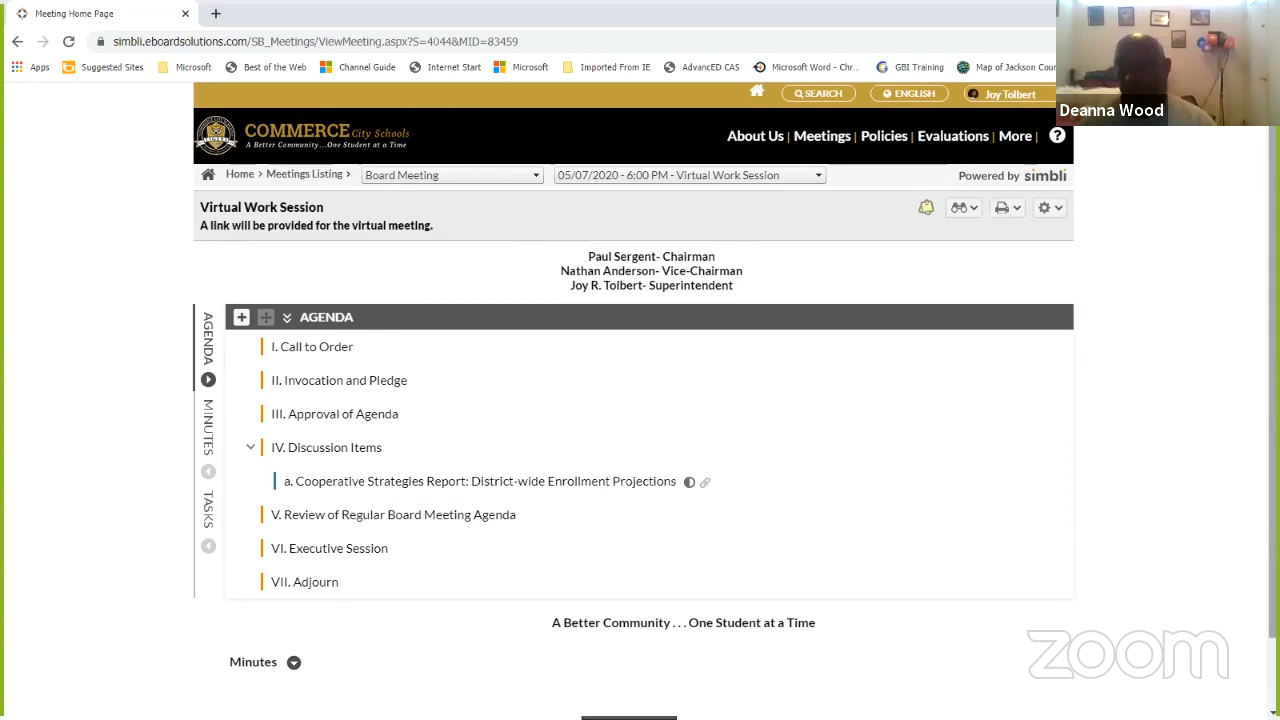 Meeting Home Page
simbli.eboardsolutions.com/SB_Meetings/ViewMeeting.aspx?S=4044&MID=83459
Apps Suggested Sites Microsoft Best of the Web Channel Guide Internet Start Microsoft Imported From IE AdvancED CAS Microsoft Word - Chr... GBI Training Map of Jackson Coun
Deanna Wood
SEARCH ENGLISH Joy Tolbert
COMMERCE City Schools
A Better Community...One Student at a Time
About Us | Meetings | Policies | Evaluations | More | ?
Home > Meetings Listing > Board Meeting 05/07/2020 - 6:00 PM - Virtual Work Session Powered by simbli
Virtual Work Session
A link will be provided for the virtual meeting.
Paul Sergent- Chairman
Nathan Anderson- Vice-Chairman
Joy R. Tolbert- Superintendent
AGENDA
MINUTES
TASKS
AGENDA
I. Call to Order
II. Invocation and Pledge
III. Approval of Agenda
IV. Discussion Items
a. Cooperative Strategies Report: District-wide Enrollment Projections
V. Review of Regular Board Meeting Agenda
VI. Executive Session
VII. Adjourn
A Better Community . . . One Student at a Time
Minutes
zoom